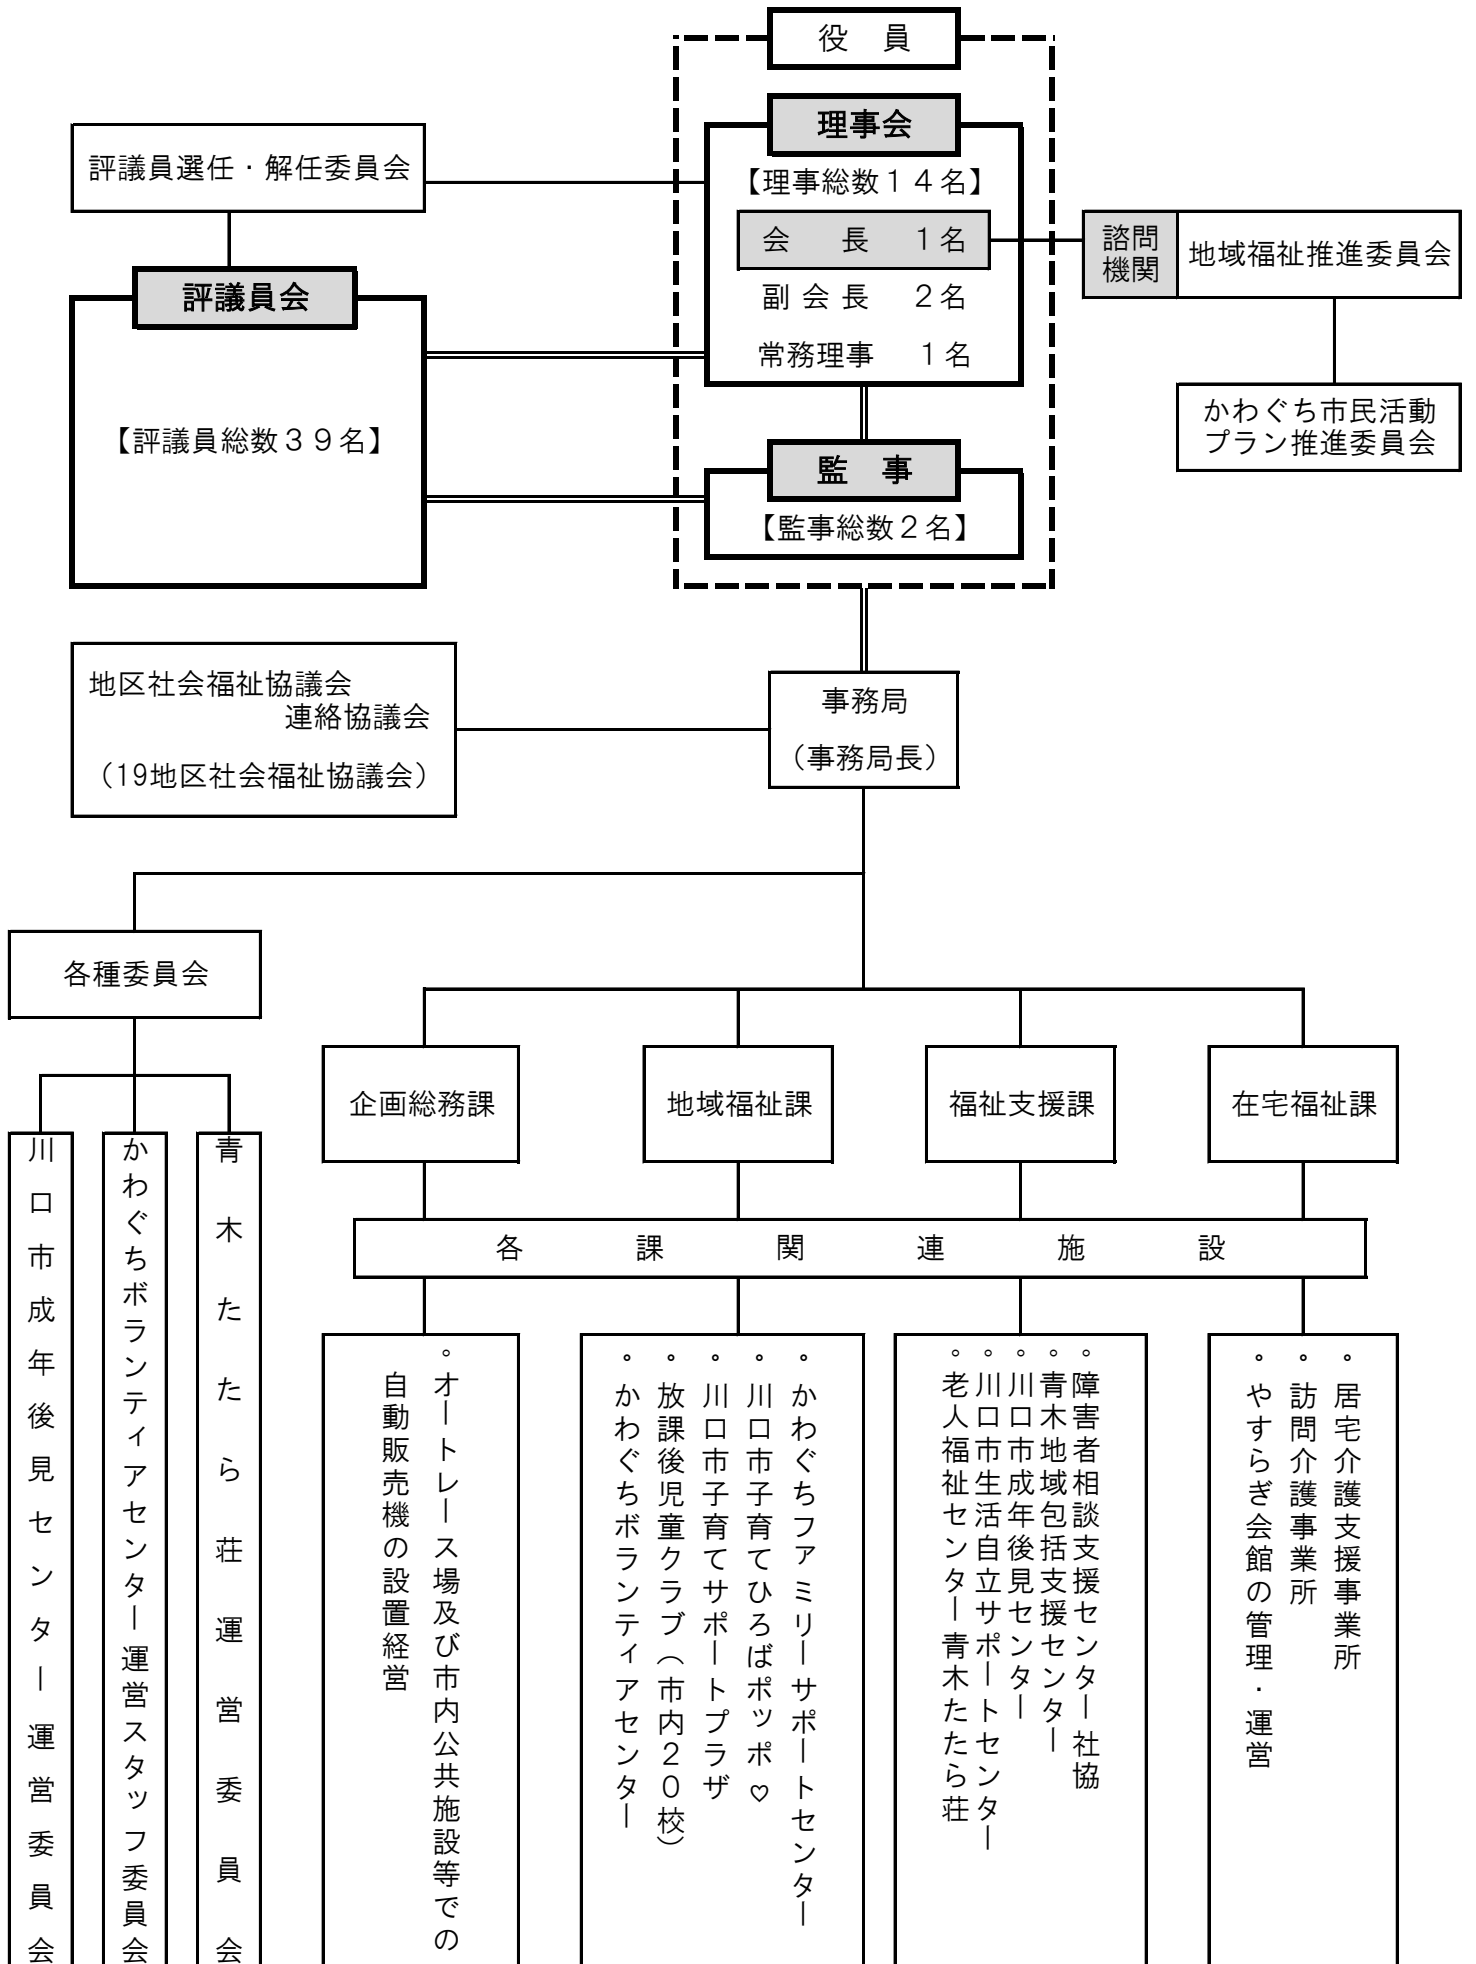 役　員
理事会
【理事総数１４名】
会　長　１名
副会長　２名
常務理事　１名
評議員選任・解任委員会
諮問
機関
地域福祉推進委員会
評議員会
【評議員総数３９名】
かわぐち市民活動
プラン推進委員会
監　事
【監事総数２名】
地区社会福祉協議会
連絡協議会
（19地区社会福祉協議会）
事務局
（事務局長）
各種委員会
企画総務課
地域福祉課
福祉支援課
在宅福祉課
各課関連施設
川口市成年後見センター運営委員会
かわぐちボランティアセンター運営スタッフ委員会
青木たたら荘運営委員会
。オートレース場及び市内公共施設等での
自動販売機の設置経営
。かわぐちファミリーサポートセンター
。川口市子育てひろばポッポ♡
。川口市子育てサポートプラザ
。放課後児童クラブ（市内２０校）
。かわぐちボランティアセンター
。障害者相談支援センター社協
。青木地域包括支援センター
。川口市成年後見センター
。川口市生活自立サポートセンター
。老人福祉センター青木たたら荘
。居宅介護支援事業所
。訪問介護事業所
。やすらぎ会館の管理・運営